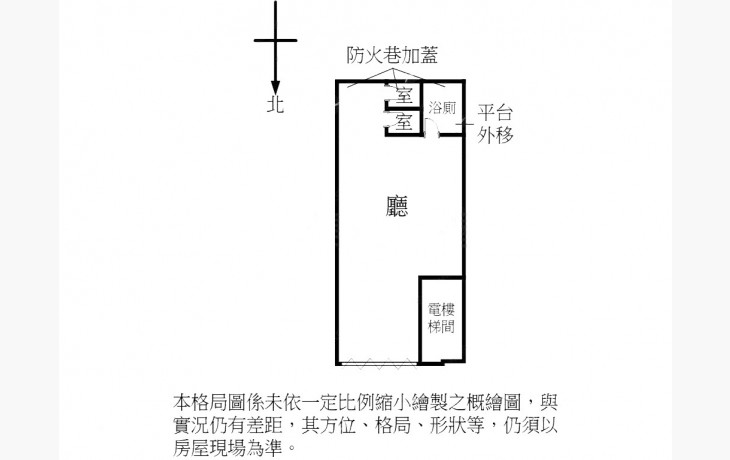 防火巷加蓋
北
室
浴廁
室
平台
外移
廳
電樓
梯間
本格局圖係未依一定比例縮小繪製之概繪圖，與
實況仍有差距，其方位、格局、形狀等，仍須以
房屋現場為準。